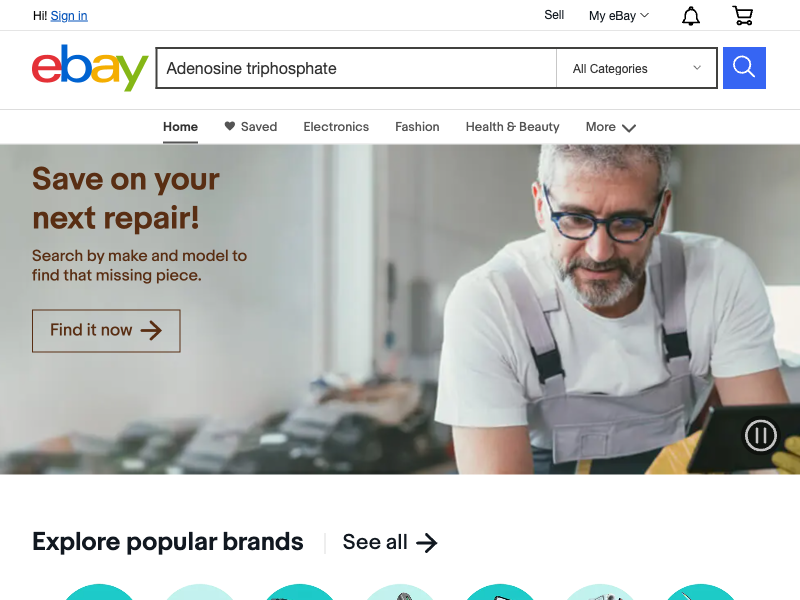 Hi! Sign in
Sell
My eBay
ebay
Adenosine triphosphate
All Categories
Home
Saved
Electronics
Fashion
Health & Beauty
More
Save on your
next repair!
Search by make and model to
find that missing piece.
Find it now
Explore popular brands
See all